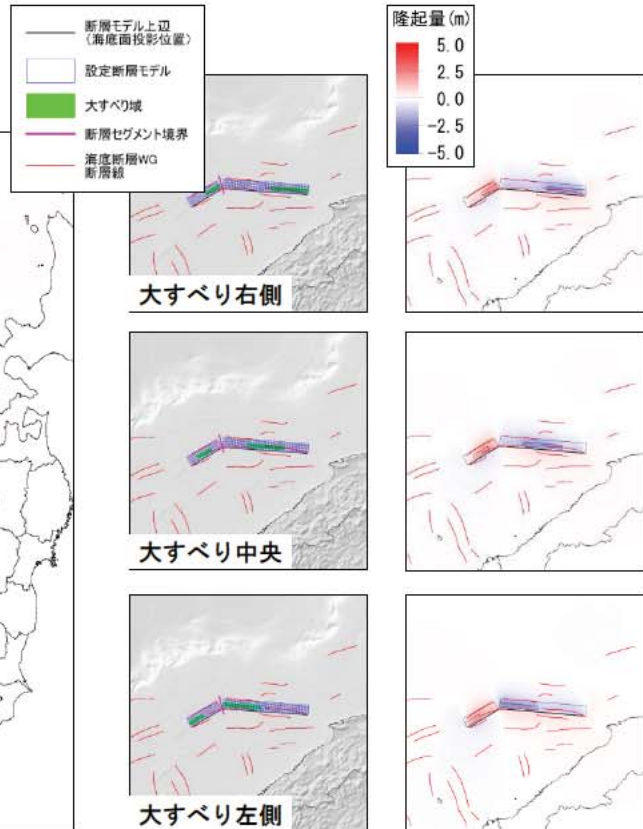 断層モデル上辺
(海底面投影位置)
設定断層モデル
大すべり域
断層セグメント境界
海底断層WG
断層線
隆起量(m)
5.0
2.5
0.0
-2.5
-5.0
大すべり右側
大すべり中央
大すべり左側